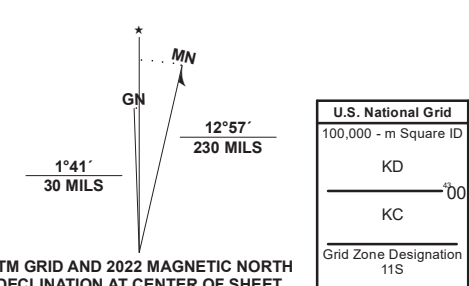 ★
MN
GN
12°57´
230 MILS
1°41´
30 MILS
TM GRID AND 2022 MAGNETIC NORTH
DECLINATION AT CENTER OF SHEET
U.S. National Grid
100,000 - m Square ID
KD
4300
KC
Grid Zone Designation
11S